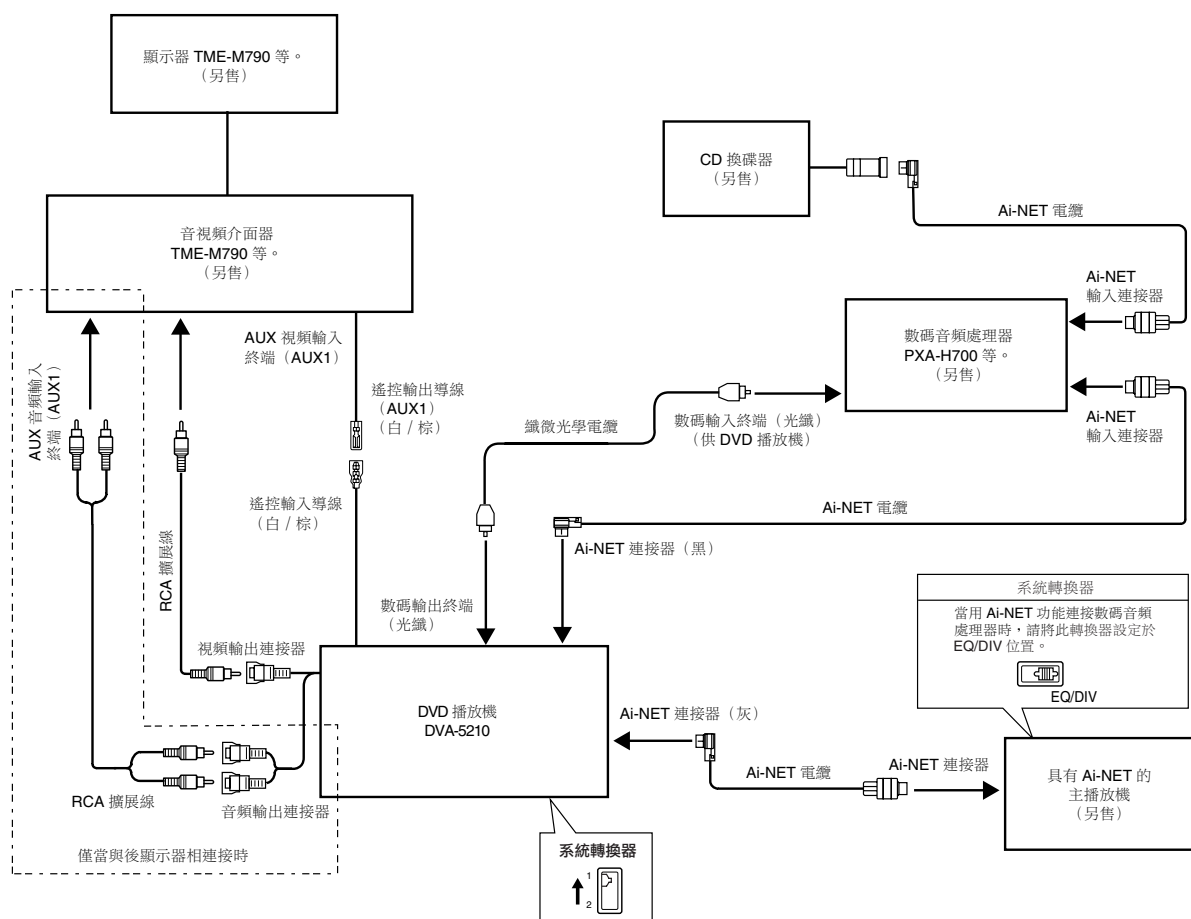 顯示器 TME-M790 等。
（另售）
CD 換碟器
（另售）
Ai-NET 電纜
音視頻介面器
TME-M790 等。
（另售）
Ai-NET
輸入連接器
數碼音頻處理器
PXA-H700 等。
（另售）
Ai-NET
輸入連接器
AUX 視頻輸入
終端（AUX1）
AUX 音頻輸入
終端（AUX1）
遙控輸出導線
（AUX1）
（白 / 棕）
纖微光學電纜
數碼輸入終端（光纖）
（供 DVD 播放機）
遙控輸入導線
（白 / 棕）
RCA 擴展線
Ai-NET 電纜
Ai-NET 連接器（黑）
數碼輸出終端
（光纖）
系統轉換器
當用 Ai-NET 功能連接數碼音頻
處理器時，請將此轉換器設定於
EQ/DIV 位置。
EQ/DIV
視頻輸出連接器
DVD 播放機
DVA-5210
Ai-NET 連接器（灰）
Ai-NET 電纜
Ai-NET 連接器
具有 Ai-NET 的
主播放機
（另售）
RCA 擴展線
音頻輸出連接器
僅當與後顯示器相連接時
系統轉換器
1
2